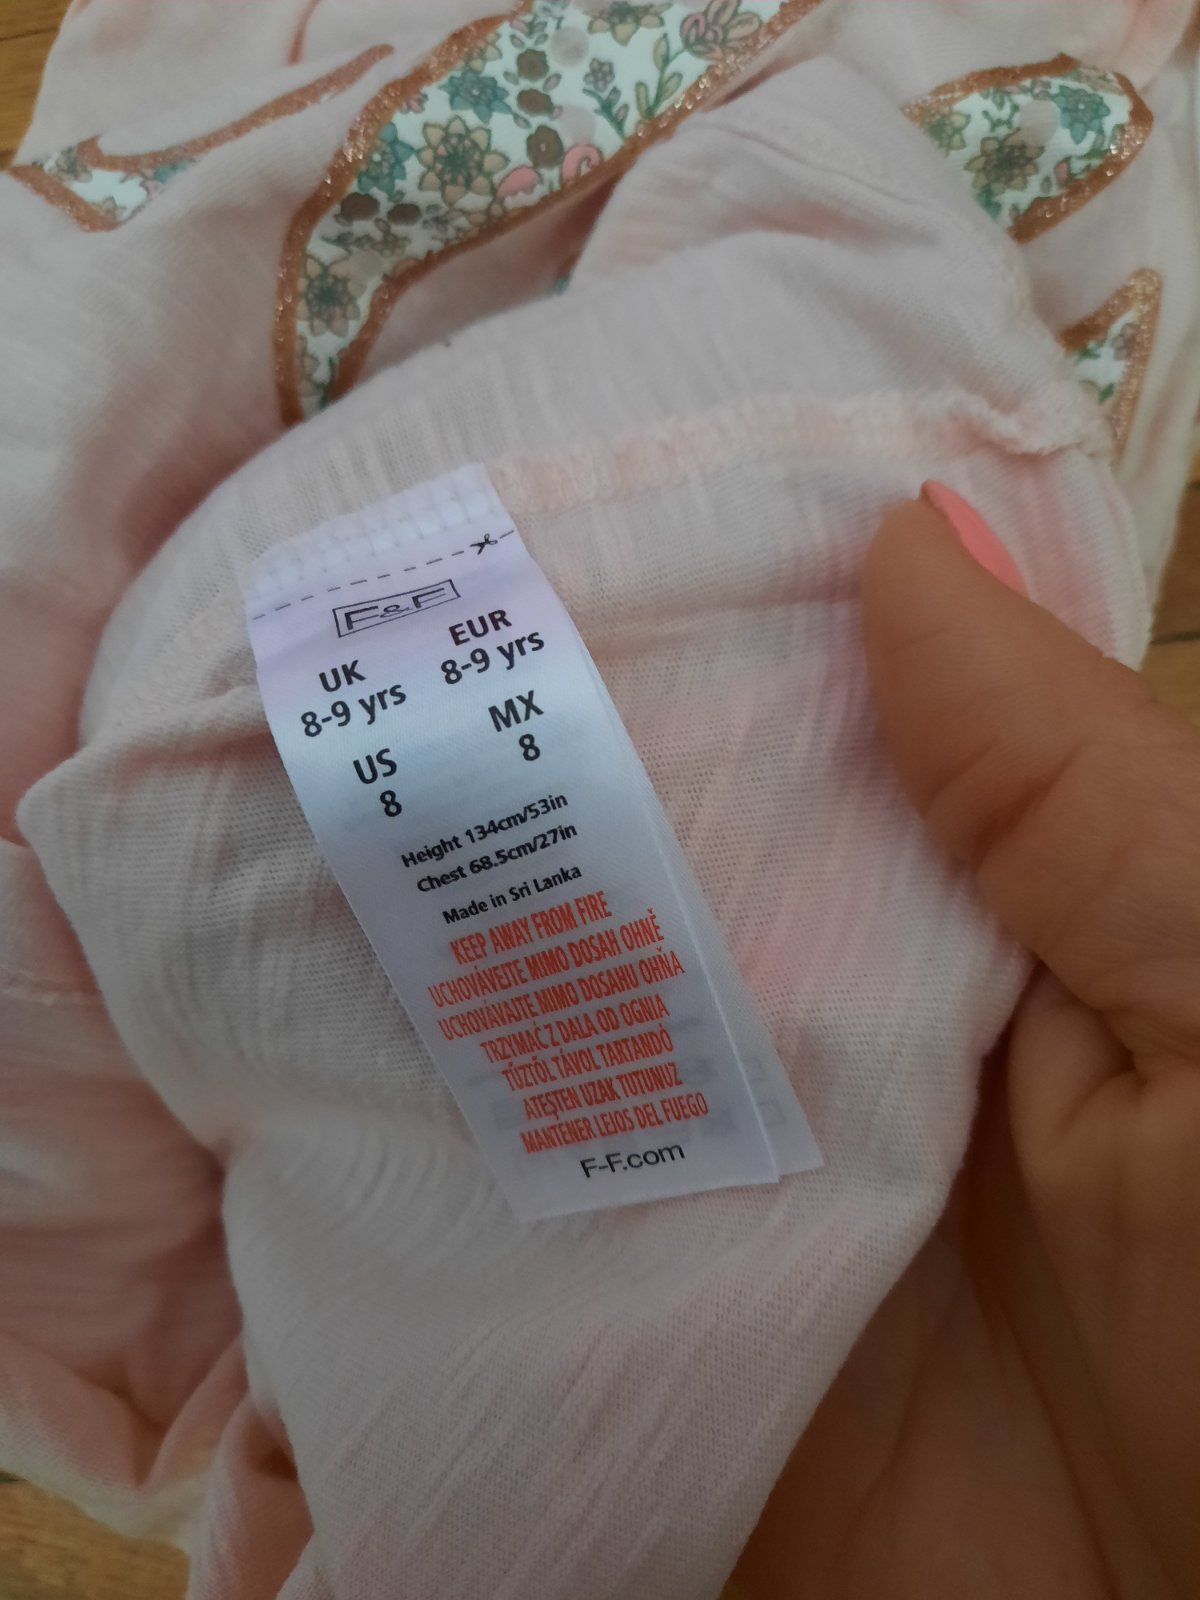 F&F
UK EUR
8-9 yrs 8-9 yrs
US MX
8 8
Height 134cm/53in
Chest 68.5cm/27in
Made in Sri Lanka
KEEP AWAY FROM FIRE
UCHOVÁVEJTE MIMO DOSAH OHNĚ
UCHOVÁVAJTE MIMO DOSAHU OHŇA
TRZYMAĆ Z DALA OD OGNIA
TŰZTŐL TÁVOL TARTANDÓ
ATEŞTEN UZAK TUTUNUZ
MANTENER LEJOS DEL FUEGO
F-F.com